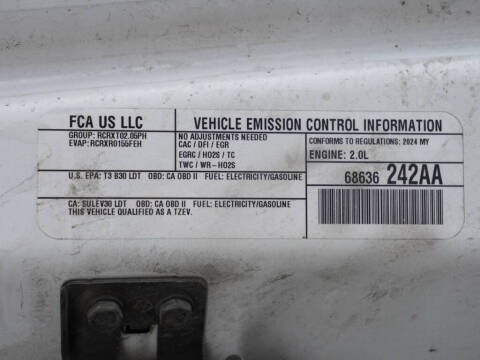 FCA US LLC
GROUP: RCRXT02.05PH
EVAP: RCRXR0155FEH
VEHICLE EMISSION CONTROL INFORMATION
NO ADJUSTMENTS NEEDED
CAC / DFI / EGR
EGRC / HO2S / TC
TWC / WR-HO2S
CONFORMS TO REGULATIONS: 2024 MY
ENGINE: 2.0L
U.S. EPA: T3 B30 LDT OBD: CA OBD II FUEL: ELECTRICITY/GASOLINE
68636 242AA
CA: SULEV30 LDT OBD: CA OBD II FUEL: ELECTRICITY/GASOLINE
THIS VEHICLE QUALIFIED AS A TZEV.